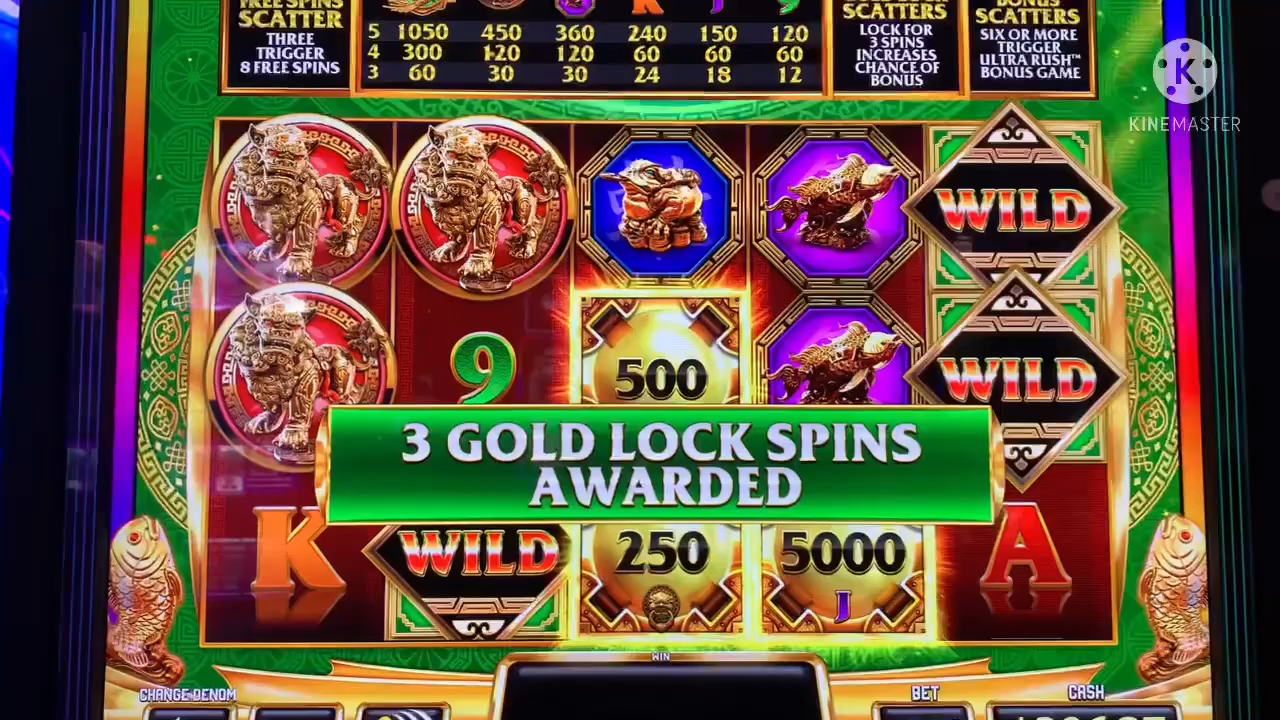 FREE SPINS
SCATTER
THREE
TRIGGER
8 FREE SPINS
5 1050 450 360 240 150 120
4 300 120 120 60 60 60
3 60 30 30 24 18 12
SCATTERS
LOCK FOR
3 SPINS
INCREASES
CHANCE OF
BONUS
BONUS
SCATTERS
SIX OR MORE
TRIGGER
ULTRA RUSH™
BONUS GAME
K
KINEMASTER
WILD
9
500
WILD
3 GOLD LOCK SPINS
AWARDED
K
WILD
250
5000
J
A
WIN
CHANGE DENOM
BET
CASH